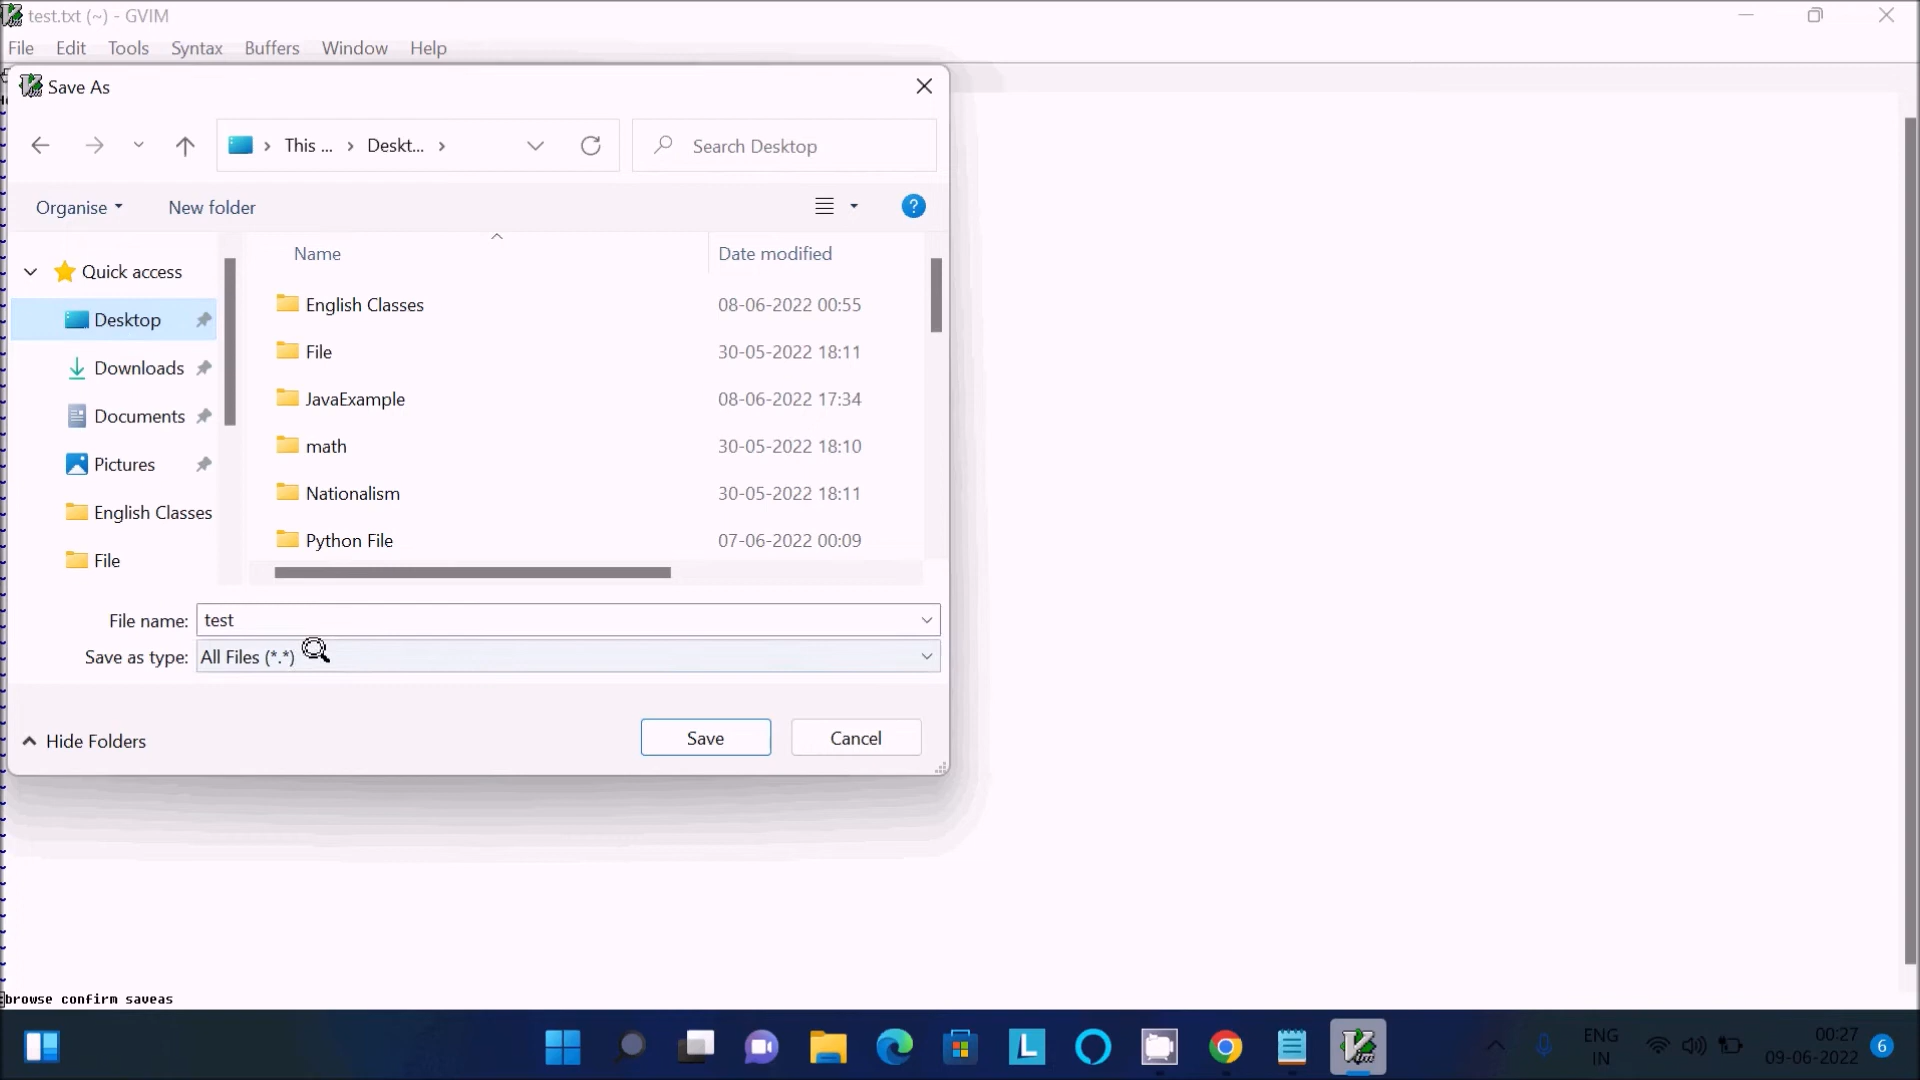 test.txt (~) - GVIM
File Edit Tools Syntax Buffers Window Help
Save As
This ... Deskt...
Search Desktop
Organise New folder
?
Name Date modified
Quick access
Desktop
Downloads
Documents
Pictures
English Classes
File
English Classes 08-06-2022 00:55
File 30-05-2022 18:11
JavaExample 08-06-2022 17:34
math 30-05-2022 18:10
Nationalism 30-05-2022 18:11
Python File 07-06-2022 00:09
File name: test
Save as type: All Files (*.*)
Hide Folders
Save Cancel
:browse confirm saveas
L
ENG
IN
00:27
09-06-2022
6